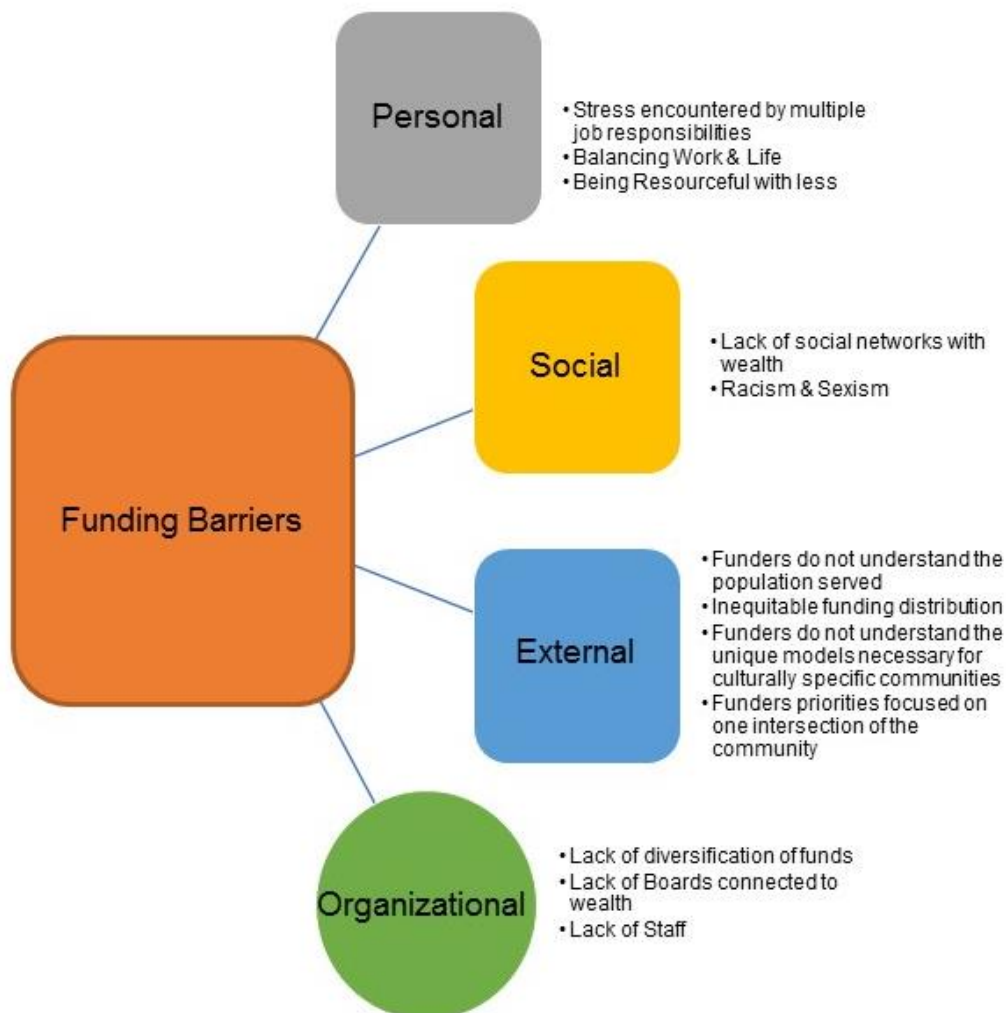 Personal
• Stress encountered by multiple
job responsibilities
• Balancing Work & Life
• Being Resourceful with less
Social
• Lack of social networks with
wealth
• Racism & Sexism
Funding Barriers
External
• Funders do not understand the
population served
• Inequitable funding distribution
• Funders do not understand the
unique models necessary for
culturally specific communities
• Funders priorities focused on
one intersection of the
community
Organizational
• Lack of diversification of funds
• Lack of Boards connected to
wealth
• Lack of Staff